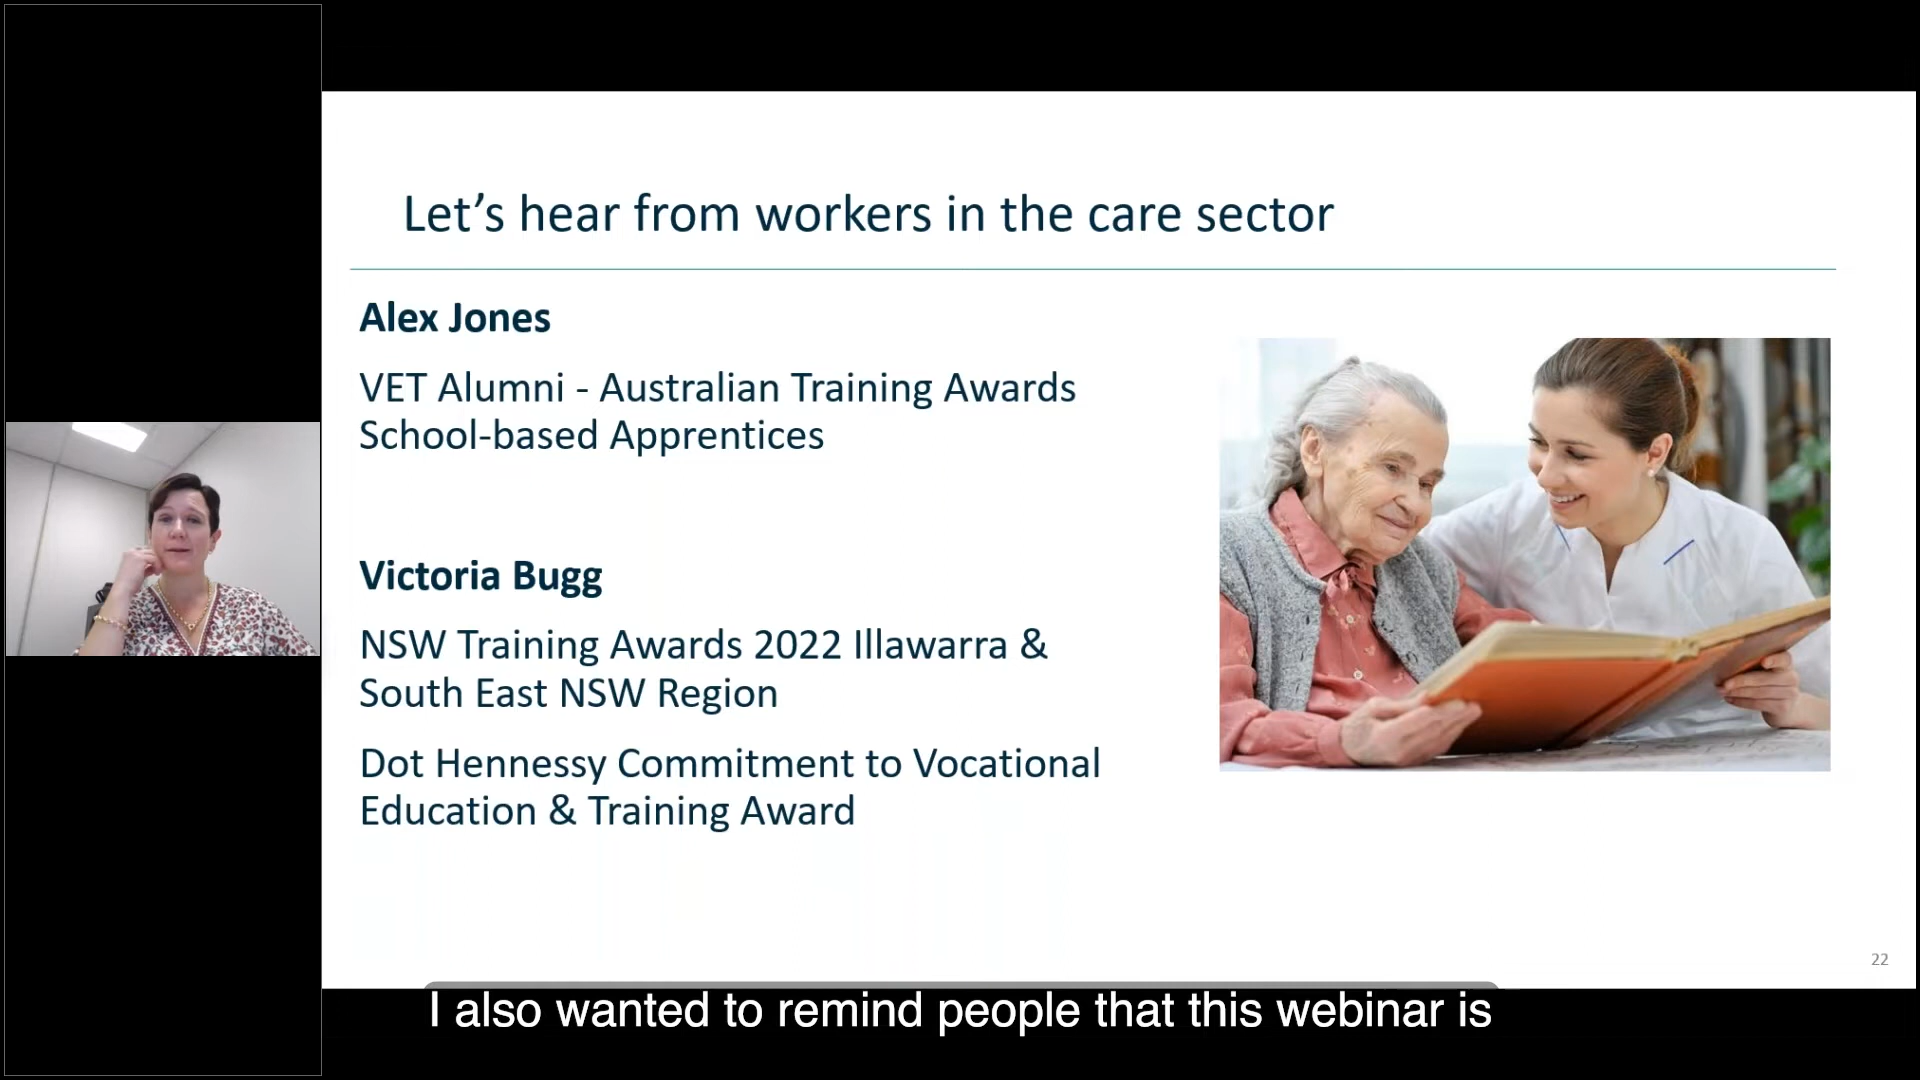 Let’s hear from workers in the care sector
Alex Jones
VET Alumni - Australian Training Awards
School-based Apprentices
Victoria Bugg
NSW Training Awards 2022 Illawarra &
South East NSW Region
Dot Hennessy Commitment to Vocational
Education & Training Award
22
I also wanted to remind people that this webinar is